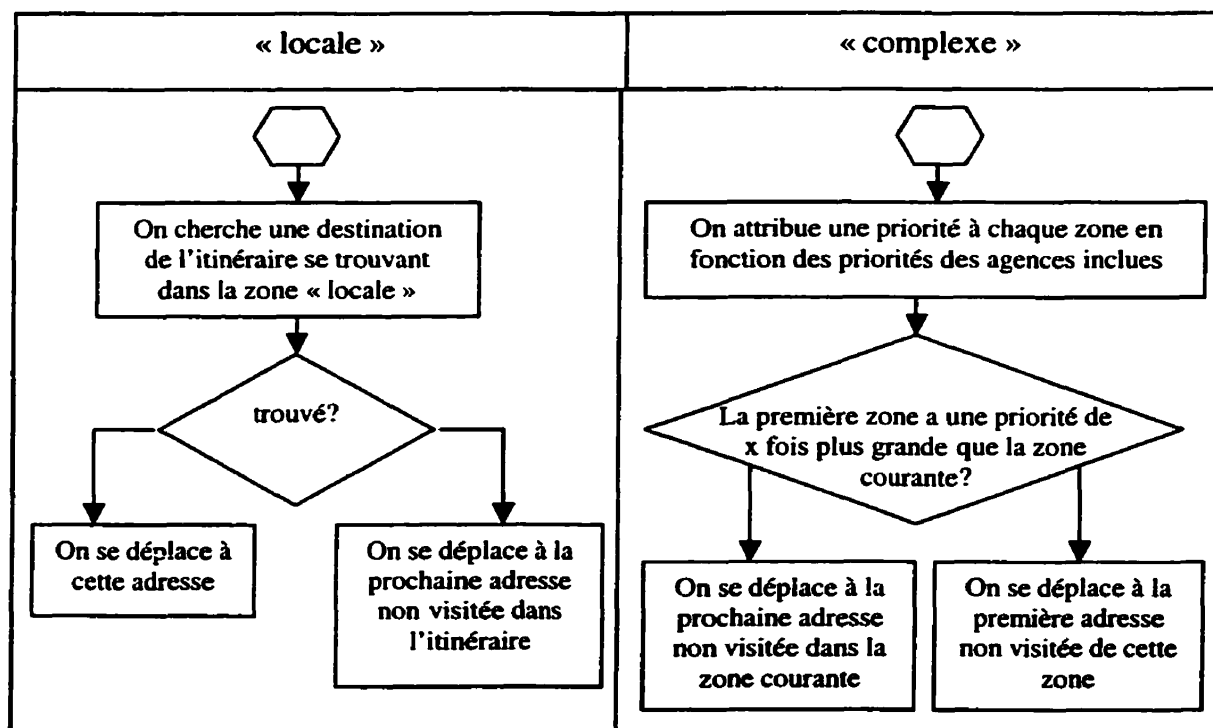 « locale »
« complexe »
On cherche une destination
de l'itinéraire se trouvant
dans la zone « locale »
trouvé?
On se déplace à
cette adresse
On se déplace à la
prochaine adresse
non visitée dans
l'itinéraire
On attribue une priorité à chaque zone en
fonction des priorités des agences inclues
La première zone a une priorité de
x fois plus grande que la zone
courante?
On se déplace à la
prochaine adresse
non visitée dans la
zone courante
On se déplace à la
première adresse
non visitée de cette
zone